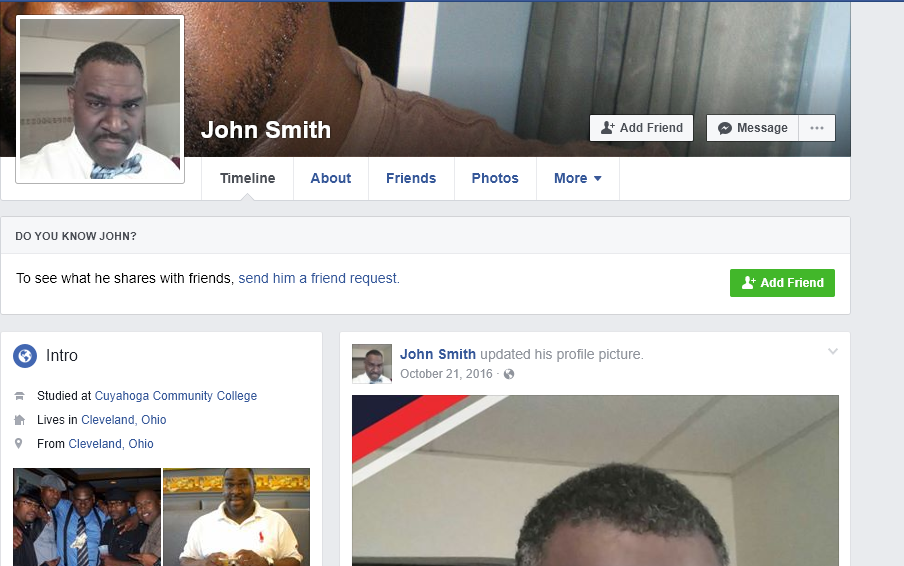 John Smith
Add Friend
Message
Timeline
About
Friends
Photos
More
DO YOU KNOW JOHN?
To see what he shares with friends, send him a friend request.
Add Friend
Intro
Studied at Cuyahoga Community College
Lives in Cleveland, Ohio
From Cleveland, Ohio
John Smith updated his profile picture.
October 21, 2016 ·